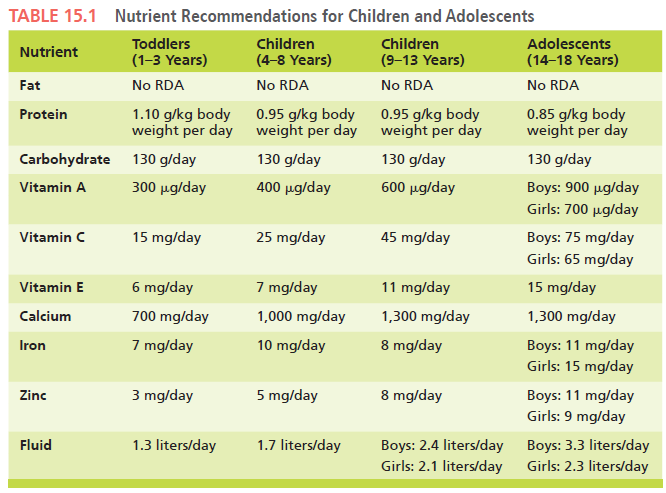 TABLE 15.1 Nutrient Recommendations for Children and Adolescents
Nutrient Toddlers (1–3 Years) Children (4–8 Years) Children (9–13 Years) Adolescents (14–18 Years)
Fat No RDA No RDA No RDA No RDA
Protein 1.10 g/kg body weight per day 0.95 g/kg body weight per day 0.95 g/kg body weight per day 0.85 g/kg body weight per day
Carbohydrate 130 g/day 130 g/day 130 g/day 130 g/day
Vitamin A 300 μg/day 400 μg/day 600 μg/day Boys: 900 μg/day
Girls: 700 μg/day
Vitamin C 15 mg/day 25 mg/day 45 mg/day Boys: 75 mg/day
Girls: 65 mg/day
Vitamin E 6 mg/day 7 mg/day 11 mg/day 15 mg/day
Calcium 700 mg/day 1,000 mg/day 1,300 mg/day 1,300 mg/day
Iron 7 mg/day 10 mg/day 8 mg/day Boys: 11 mg/day
Girls: 15 mg/day
Zinc 3 mg/day 5 mg/day 8 mg/day Boys: 11 mg/day
Girls: 9 mg/day
Fluid 1.3 liters/day 1.7 liters/day Boys: 2.4 liters/day Boys: 3.3 liters/day
Girls: 2.1 liters/day Girls: 2.3 liters/day